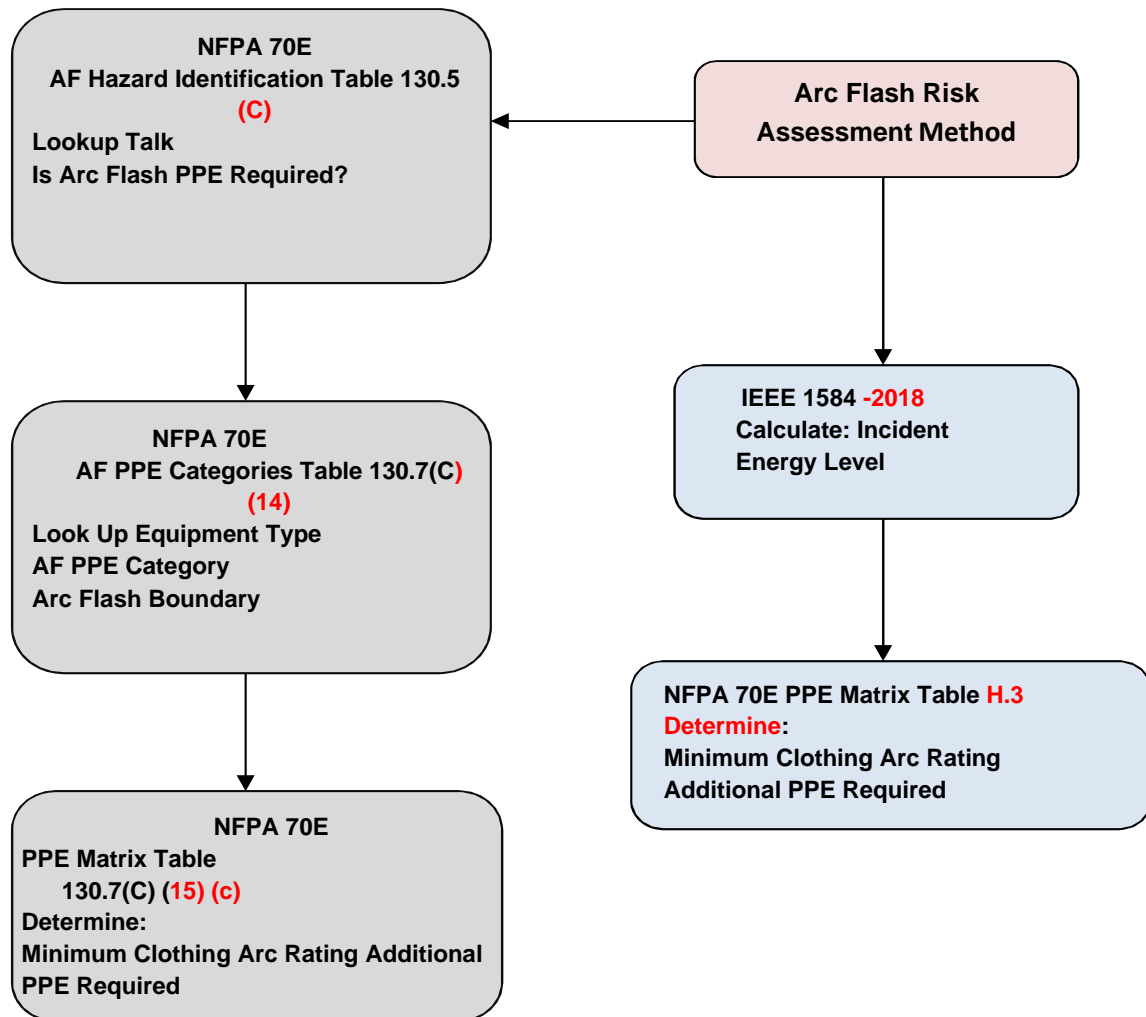 NFPA 70E
AF Hazard Identification Table 130.5
(C)
Lookup Talk
Is Arc Flash PPE Required?
Arc Flash Risk
Assessment Method
NFPA 70E
AF PPE Categories Table 130.7(C)
(14)
Look Up Equipment Type
AF PPE Category
Arc Flash Boundary
IEEE 1584 -2018
Calculate: Incident
Energy Level
NFPA 70E
PPE Matrix Table
130.7(C) (15) (c)
Determine:
Minimum Clothing Arc Rating Additional
PPE Required
NFPA 70E PPE Matrix Table H.3
Determine:
Minimum Clothing Arc Rating
Additional PPE Required